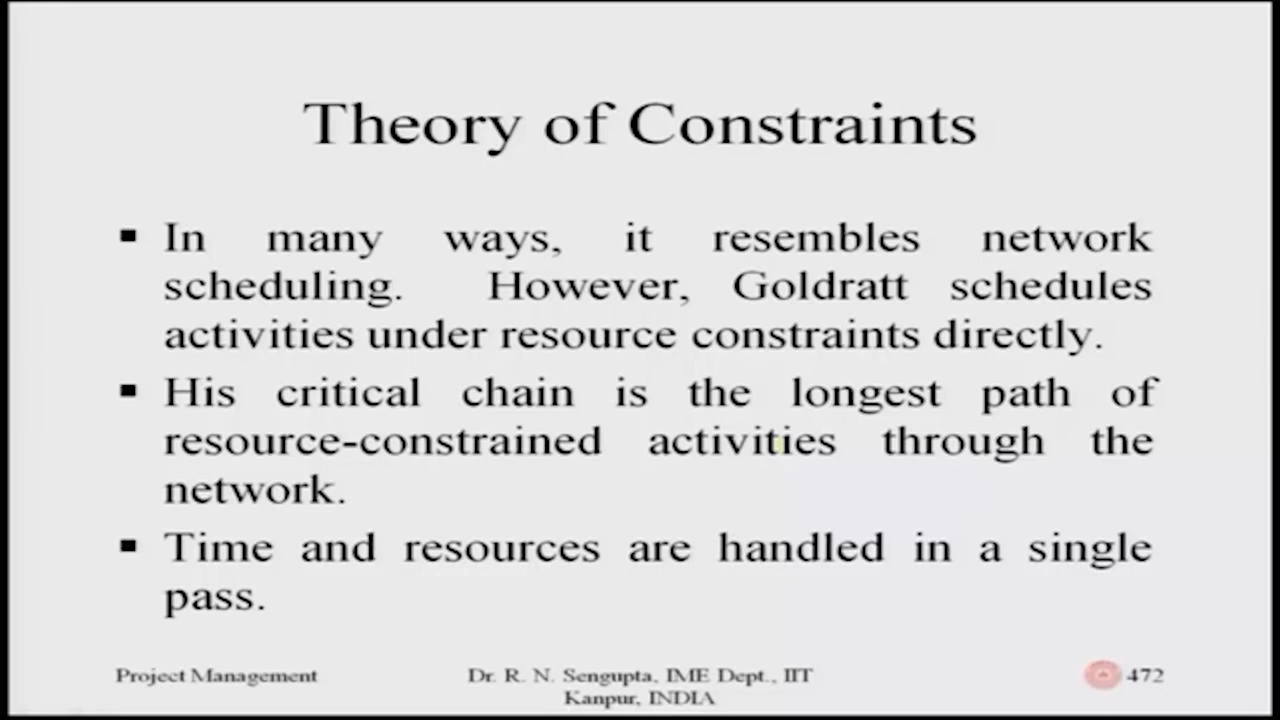 Theory of Constraints
▪ In many ways, it resembles network
scheduling. However, Goldratt schedules
activities under resource constraints directly.
▪ His critical chain is the longest path of
resource-constrained activities through the
network.
▪ Time and resources are handled in a single
pass.
Project Management
Dr. R. N. Sengupta, IME Dept., IIT
Kanpur, INDIA
472